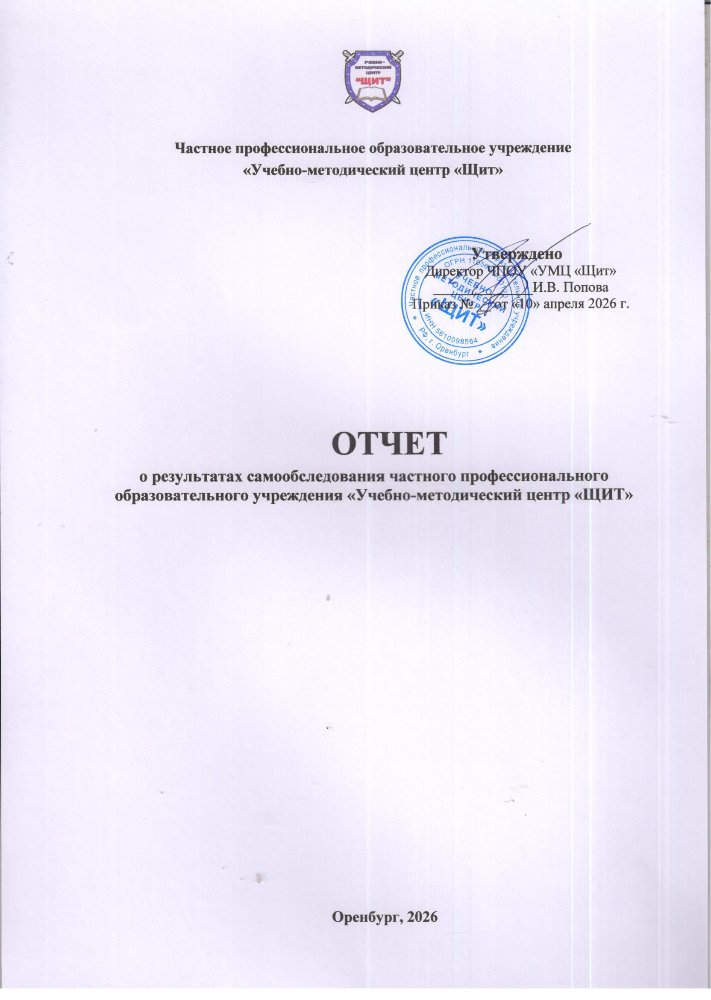 УЧЕБНО-
МЕТОДИЧЕСКИЙ
ЦЕНТР
“ЩИТ”
Частное профессиональное образовательное учреждение
«Учебно-методический центр «Щит»
Утверждено
Директор ЧПОУ «УМЦ «Щит»
И.В. Попова
Приказ № __ от «10» апреля 2026 г.
Частное профессиональное образовательное учреждение
РФ, г. Оренбург
ОГРН
ИНН 5610098564
УЧЕБНО
МЕТОДИЧЕСКИЙ
ЦЕНТР
«ЩИТ»
ОТЧЕТ
о результатах самообследования частного профессионального
образовательного учреждения «Учебно-методический центр «ЩИТ»
Оренбург, 2026